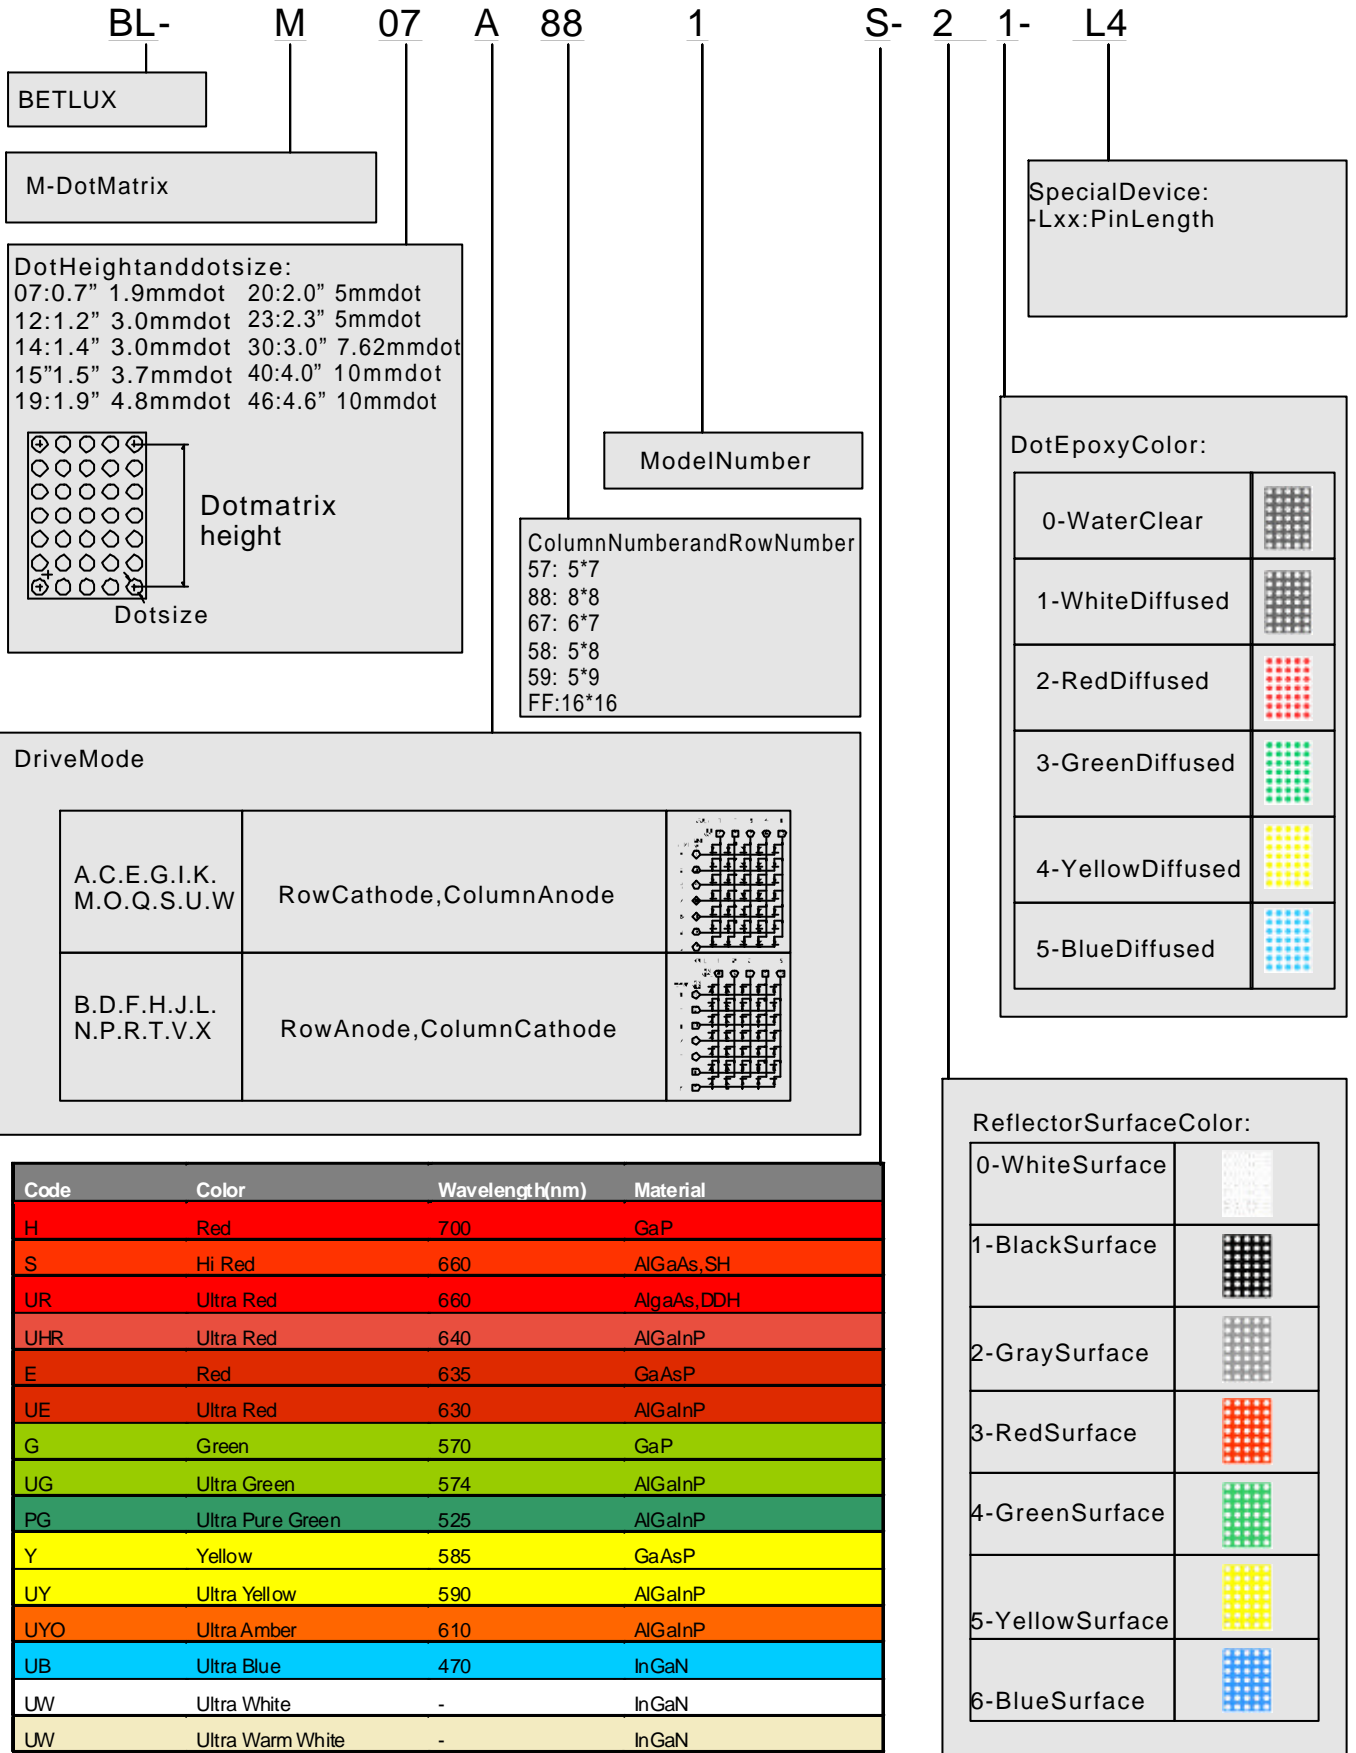 BL- M 07 A 88 1 S- 2 1- L4
BETLUX
M-DotMatrix
DotHeightanddotsize:
07:0.7” 1.9mmdot 20:2.0” 5mmdot
12:1.2” 3.0mmdot 23:2.3” 5mmdot
14:1.4” 3.0mmdot 30:3.0” 7.62mmdot
15”1.5” 3.7mmdot 40:4.0” 10mmdot
19:1.9” 4.8mmdot 46:4.6” 10mmdot
Dotmatrix
height
Dotsize
ModelNumber
ColumnNumberandRowNumber
57: 5*7
88: 8*8
67: 6*7
58: 5*8
59: 5*9
FF:16*16
SpecialDevice:
-Lxx:PinLength
DotEpoxyColor:
0-WaterClear
1-WhiteDiffused
2-RedDiffused
3-GreenDiffused
4-YellowDiffused
5-BlueDiffused
DriveMode
A.C.E.G.I.K.
M.O.Q.S.U.W
RowCathode,ColumnAnode
B.D.F.H.J.L.
N.P.R.T.V.X
RowAnode,ColumnCathode
ReflectorSurfaceColor:
0-WhiteSurface
1-BlackSurface
2-GraySurface
3-RedSurface
4-GreenSurface
5-YellowSurface
6-BlueSurface
Code Color Wavelength(nm) Material
H Red 700 GaP
S Hi Red 660 AlGaAs,SH
UR Ultra Red 660 AlgaAs,DDH
UHR Ultra Red 640 AlGaInP
E Red 635 GaAsP
UE Ultra Red 630 AlGaInP
G Green 570 GaP
UG Ultra Green 574 AlGaInP
PG Ultra Pure Green 525 AlGaInP
Y Yellow 585 GaAsP
UY Ultra Yellow 590 AlGaInP
UYO Ultra Amber 610 AlGaInP
UB Ultra Blue 470 InGaN
UW Ultra White - InGaN
UW Ultra Warm White - InGaN